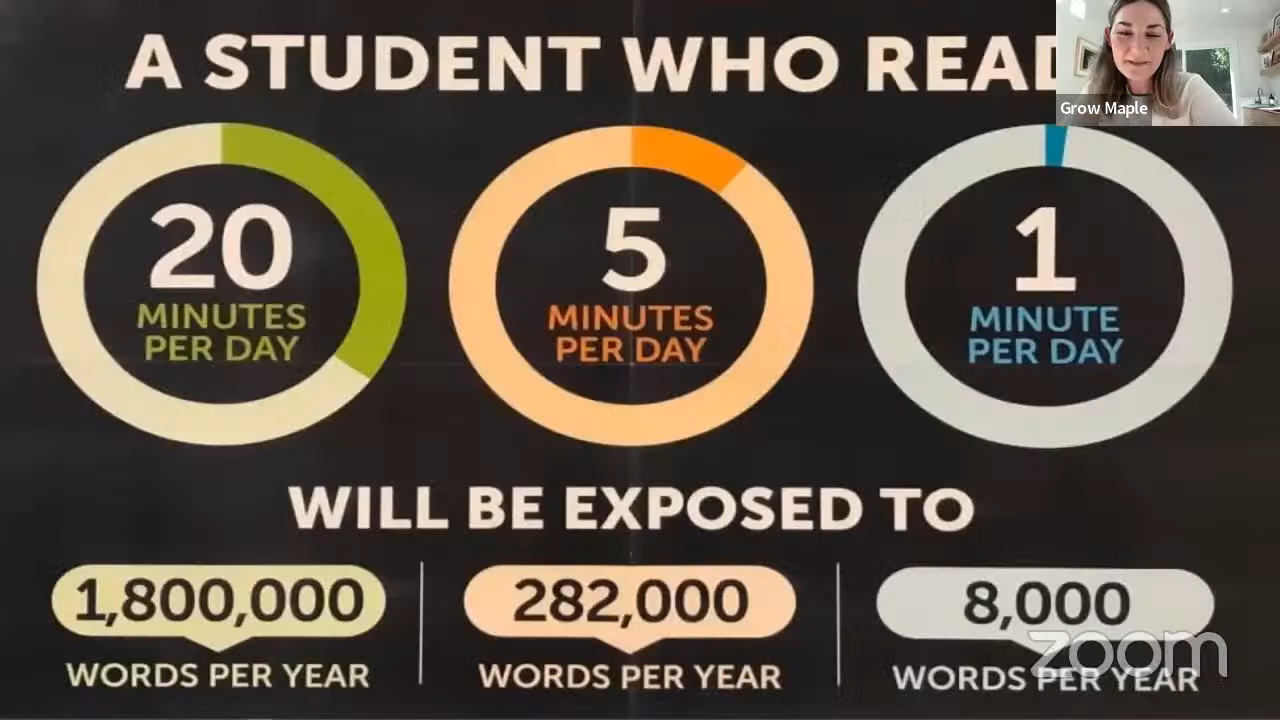 A STUDENT WHO READ
Grow Maple
20
MINUTES
PER DAY
5
MINUTES
PER DAY
1
MINUTE
PER DAY
WILL BE EXPOSED TO
1,800,000
WORDS PER YEAR
282,000
WORDS PER YEAR
8,000
WORDS PER YEAR
zoom